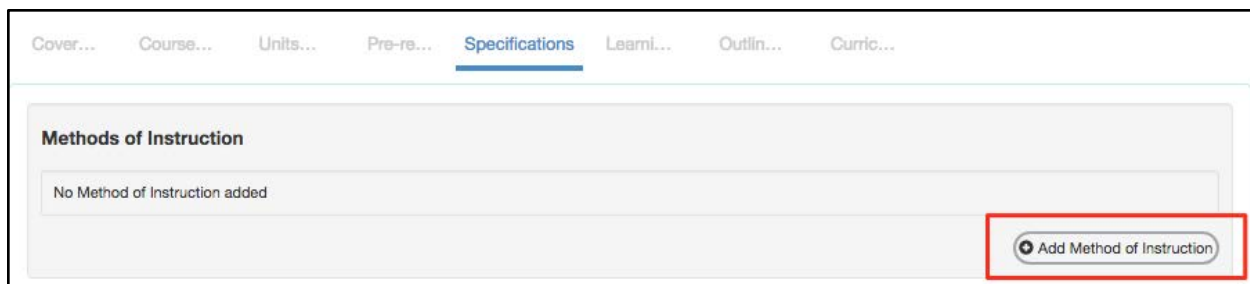 Cover... Course... Units... Pre-re... Specifications Learni... Outlin... Curric...
Methods of Instruction
No Method of Instruction added
Add Method of Instruction